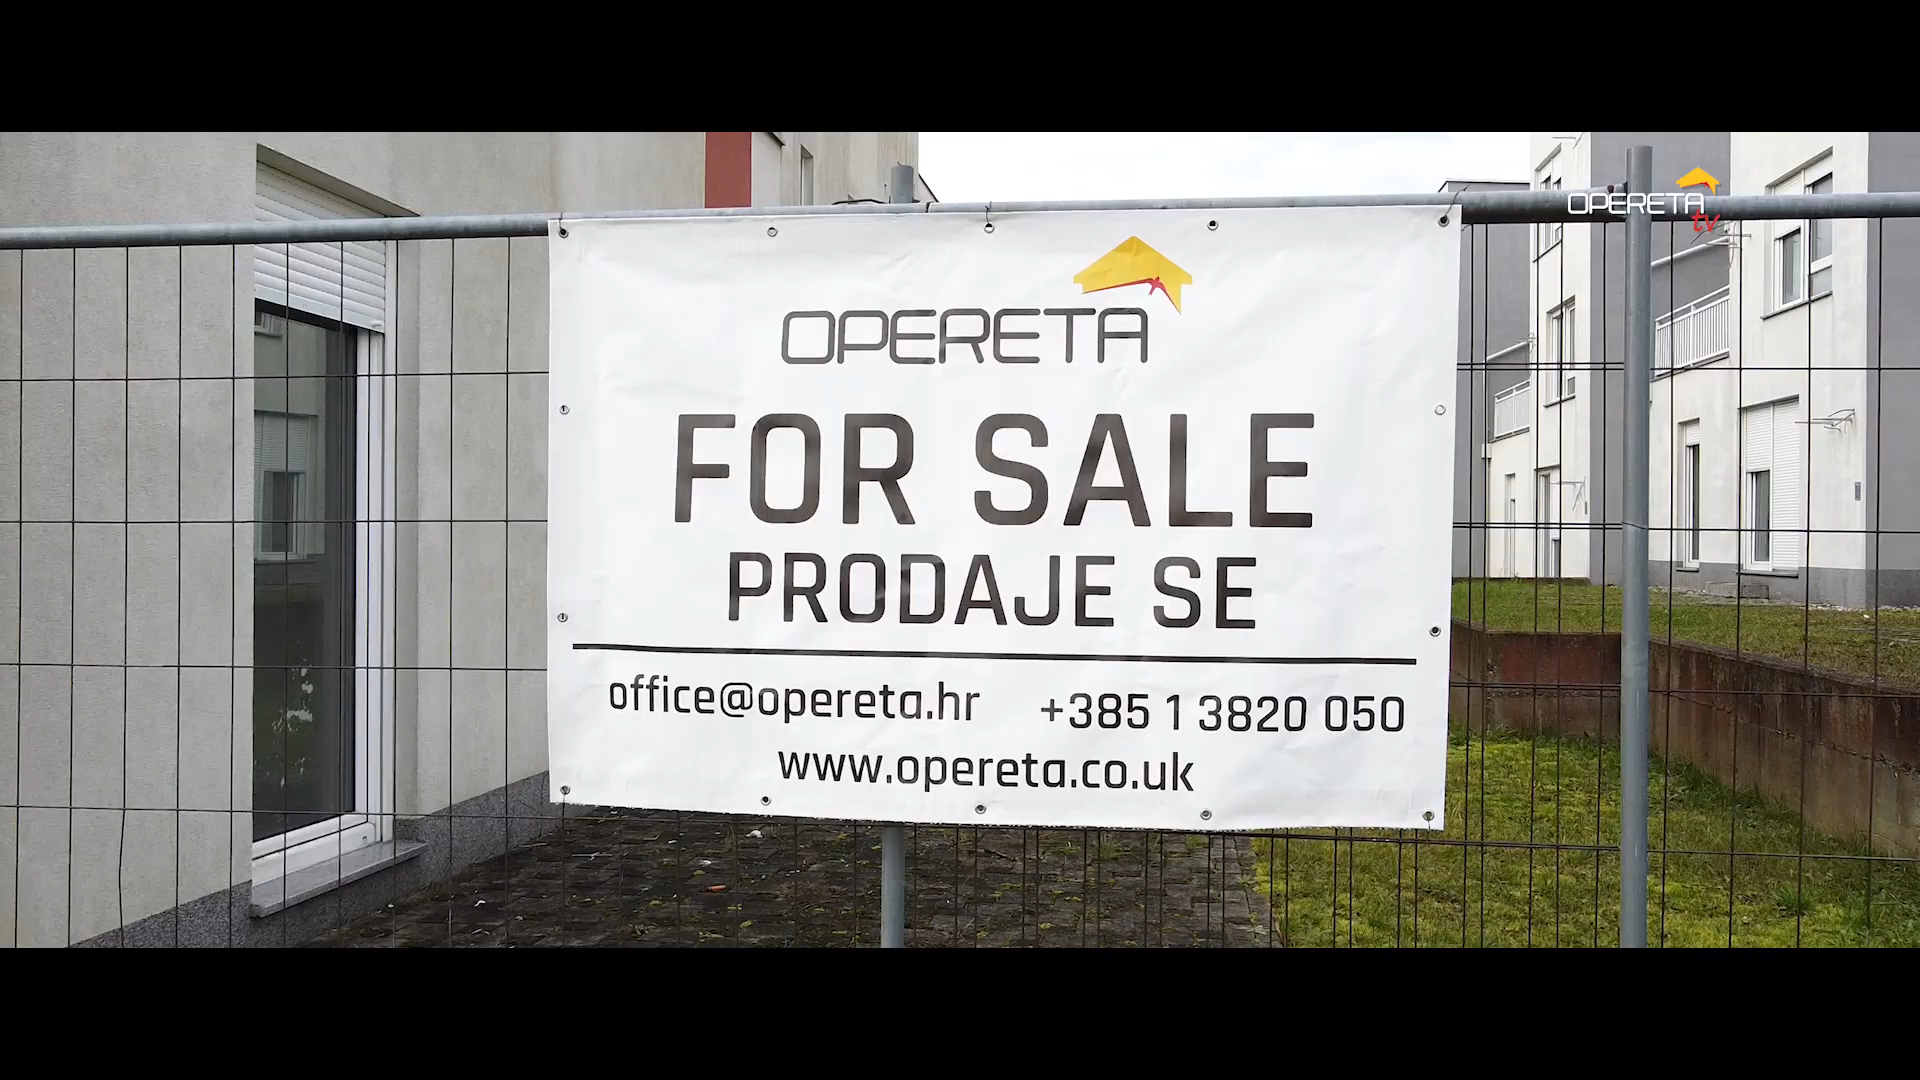 OPERETA
tv
OPERETA
FOR SALE
PRODAJE SE
office@opereta.hr +385 1 3820 050
www.opereta.co.uk